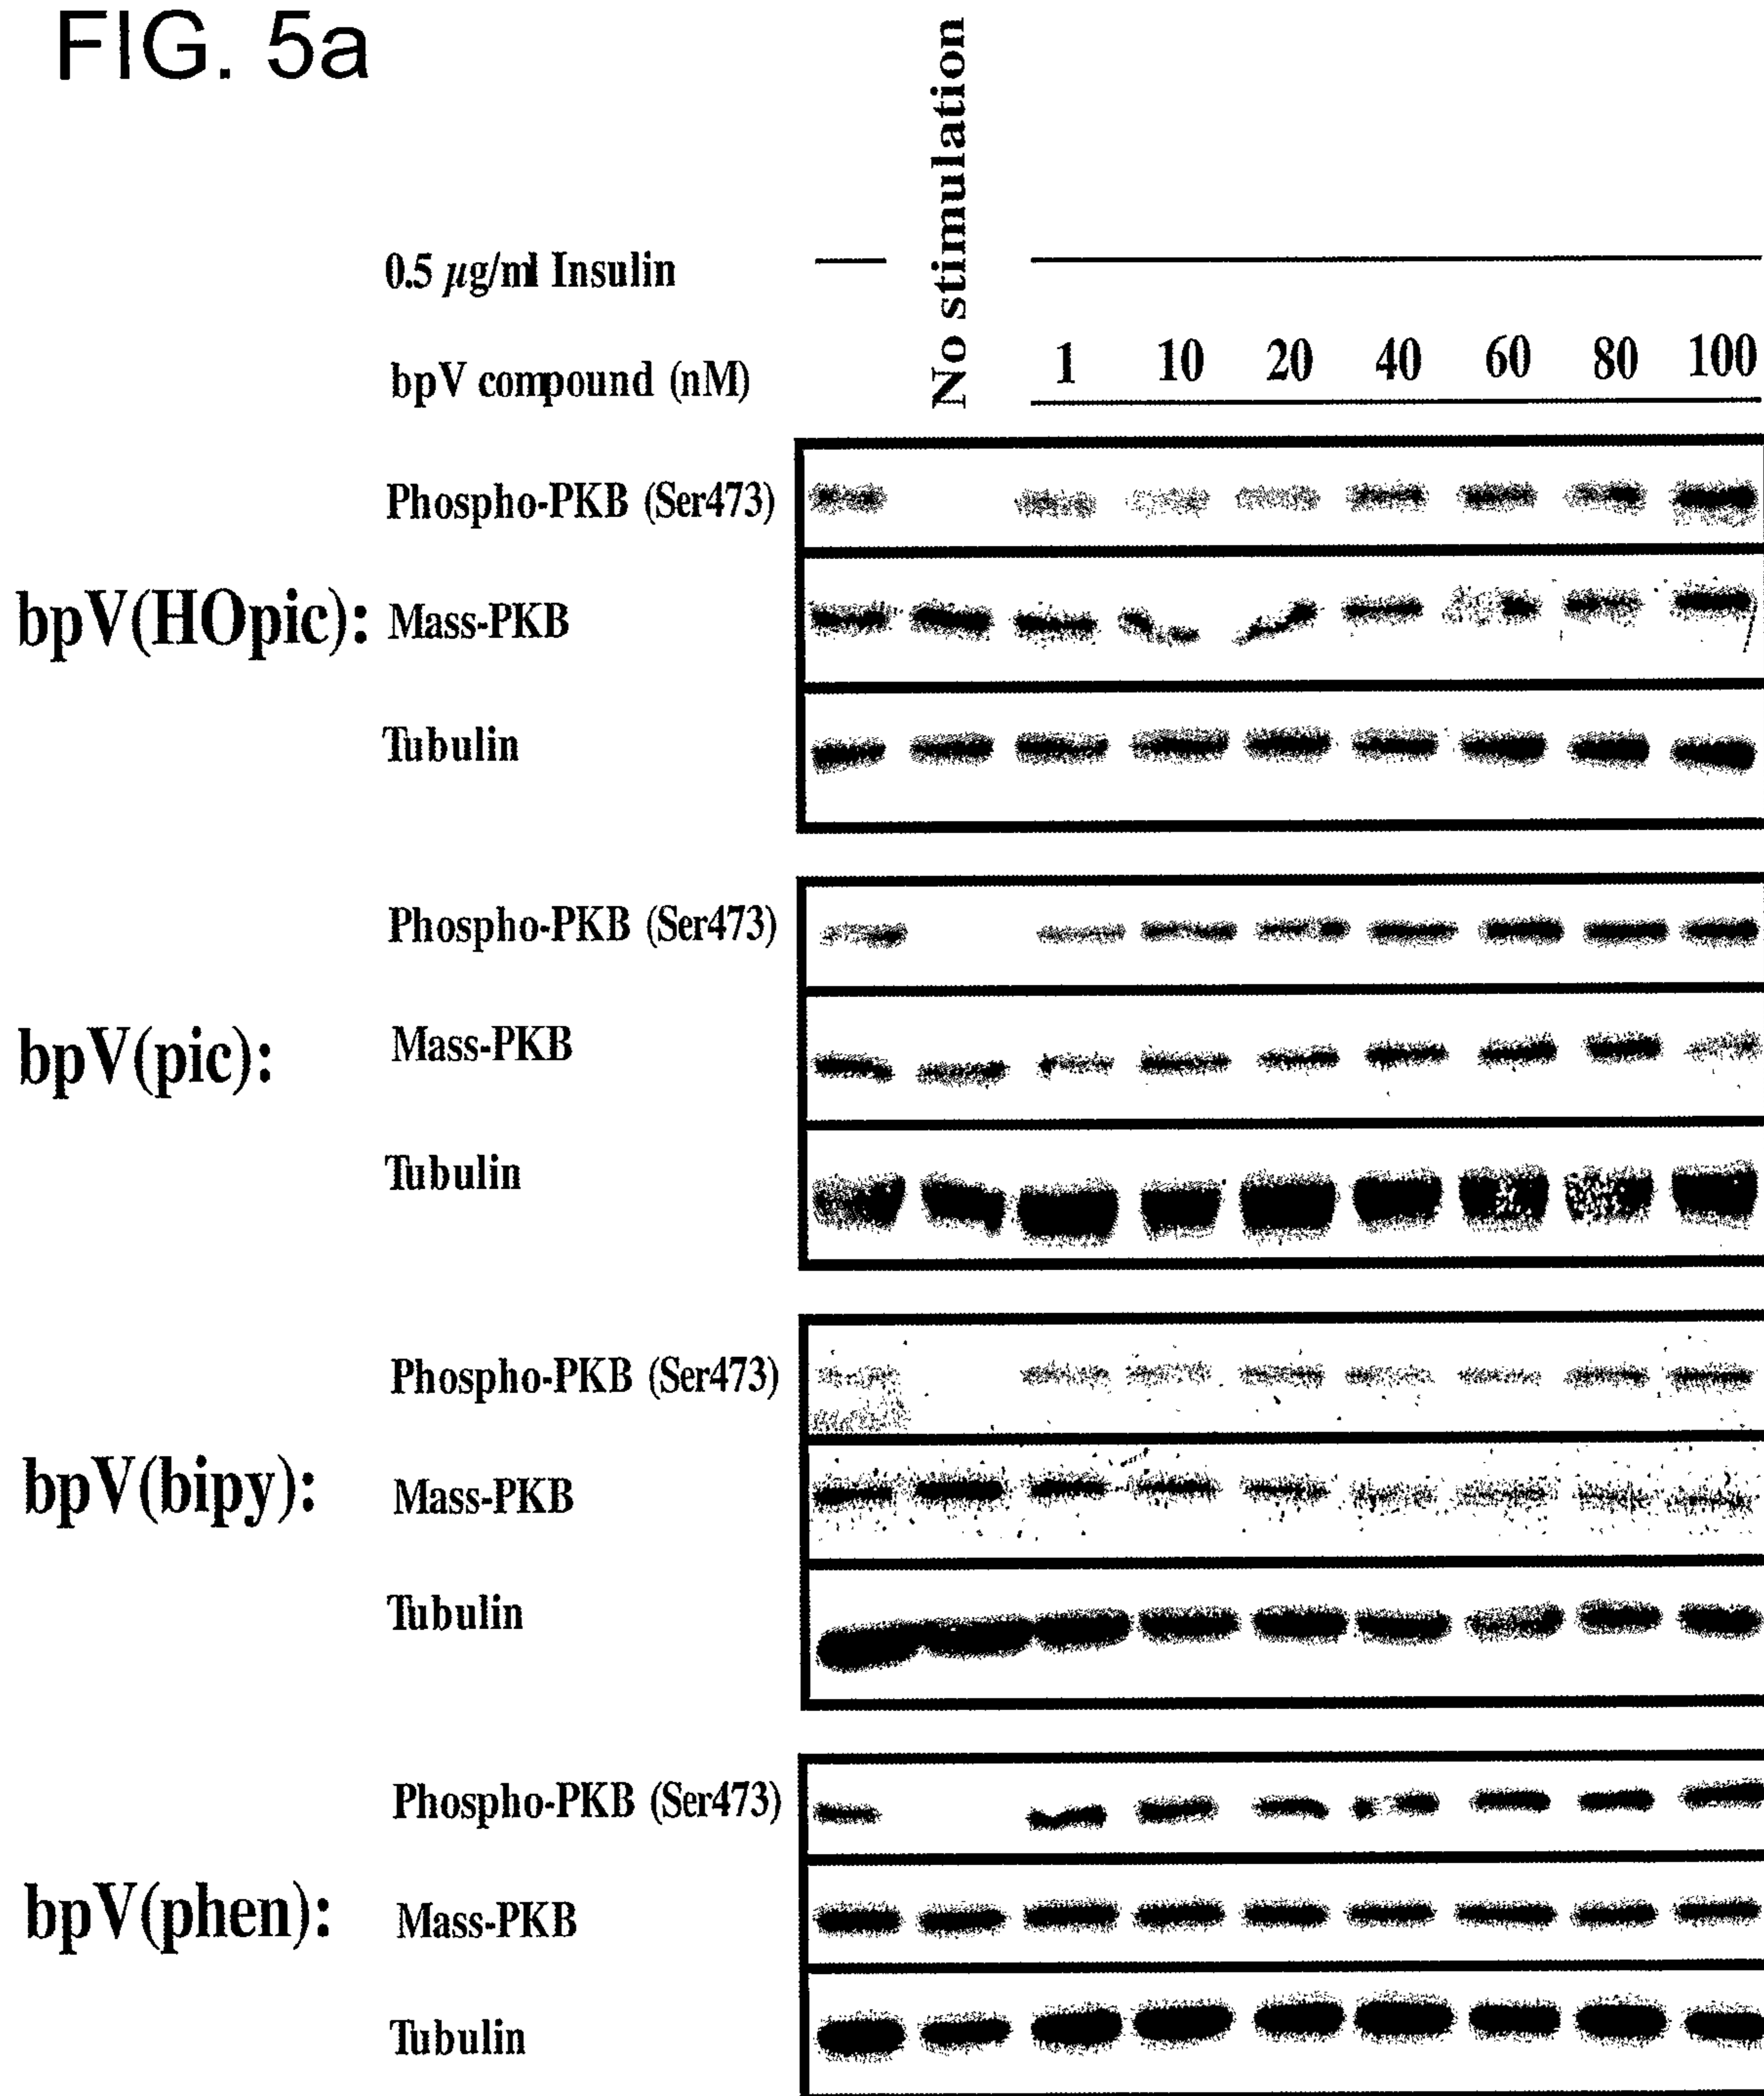 FIG. 5a
No stimulation
0.5 µg/ml Insulin
bpV compound (nM) 1 10 20 40 60 80 100
Phospho-PKB (Ser473)
bpV(HOpic): Mass-PKB
Tubulin
Phospho-PKB (Ser473)
bpV(pic): Mass-PKB
Tubulin
Phospho-PKB (Ser473)
bpV(bipy): Mass-PKB
Tubulin
Phospho-PKB (Ser473)
bpV(phen): Mass-PKB
Tubulin